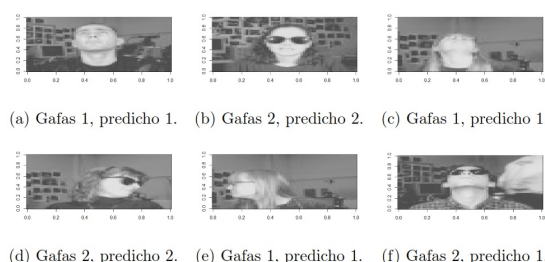 (a) Gafas 1, predicho 1. (b) Gafas 2, predicho 2. (c) Gafas 1, predicho 1
(d) Gafas 2, predicho 2. (e) Gafas 1, predicho 1. (f) Gafas 2, predicho 1